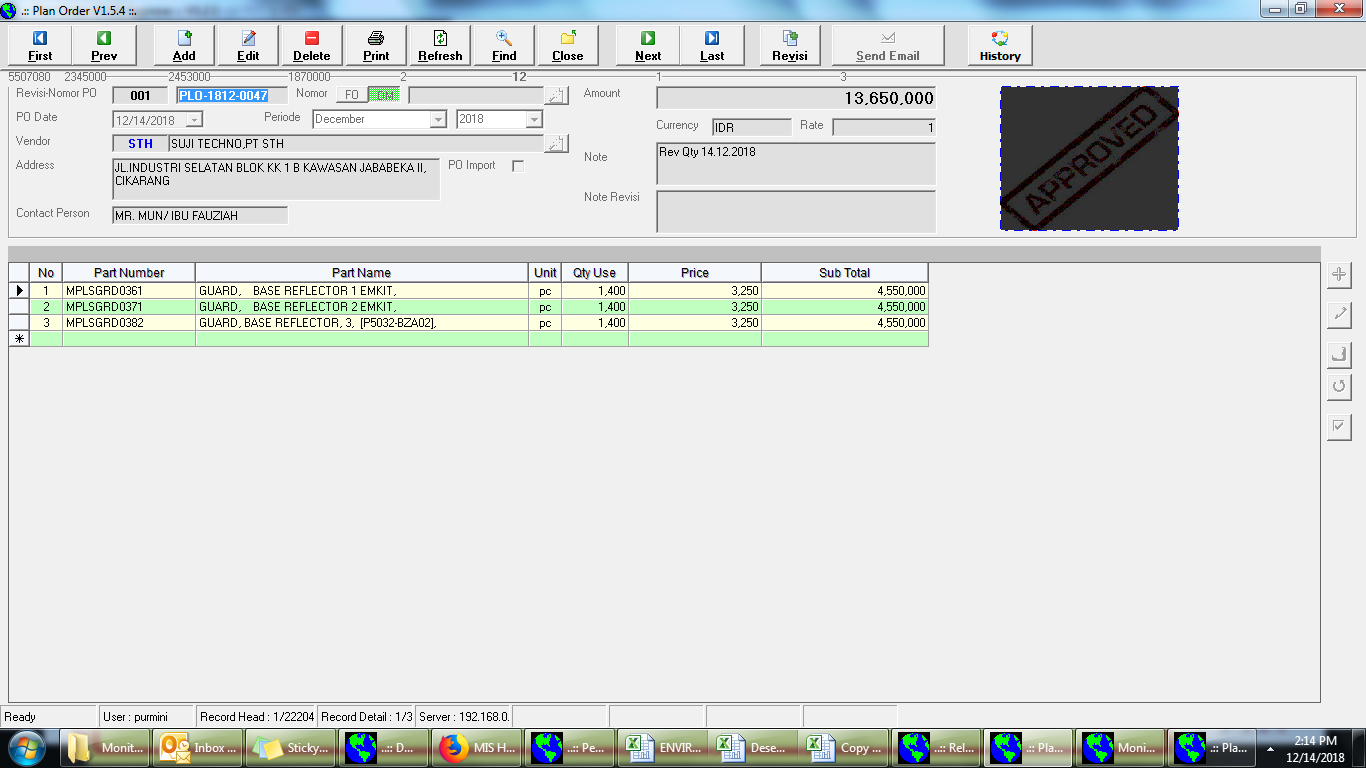 .:: Plan Order V1.5.4 ::.
First Prev Add Edit Delete Print Refresh Find Close Next Last Revisi Send Email History
5507080 2345000 2453000 1870000 2 12 1 3
Revisi-Nomor PO 001 PLO-1812-0047 Nomor FO DM Amount 13,650,000
PO Date 12/14/2018 Periode December 2018
Currency IDR Rate 1
Vendor STH SUJI TECHNO,PT STH
Note Rev Qty 14.12.2018
Address JL.INDUSTRI SELATAN BLOK KK 1 B KAWASAN JABABEKA II,
CIKARANG
PO Import
Note Revisi
Contact Person MR. MUN/ IBU FAUZIAH
APPROVED
No Part Number Part Name Unit Qty Use Price Sub Total
1 MPLSGRD0361 GUARD, BASE REFLECTOR 1 EMKIT, pc 1,400 3,250 4,550,000
2 MPLSGRD0371 GUARD, BASE REFLECTOR 2 EMKIT, pc 1,400 3,250 4,550,000
3 MPLSGRD0382 GUARD, BASE REFLECTOR, 3, [P5032-BZA02], pc 1,400 3,250 4,550,000
Ready User : purmini Record Head : 1/22204 Record Detail : 1/3 Server : 192.168.0.
Monit... Inbox ... Sticky... ..:: D... MIS H... ..:: Pe... ENVIR... Dese... Copy ... ..:: Rel... .:: Pla... Moni... .:: Pla... 2:14 PM
12/14/2018